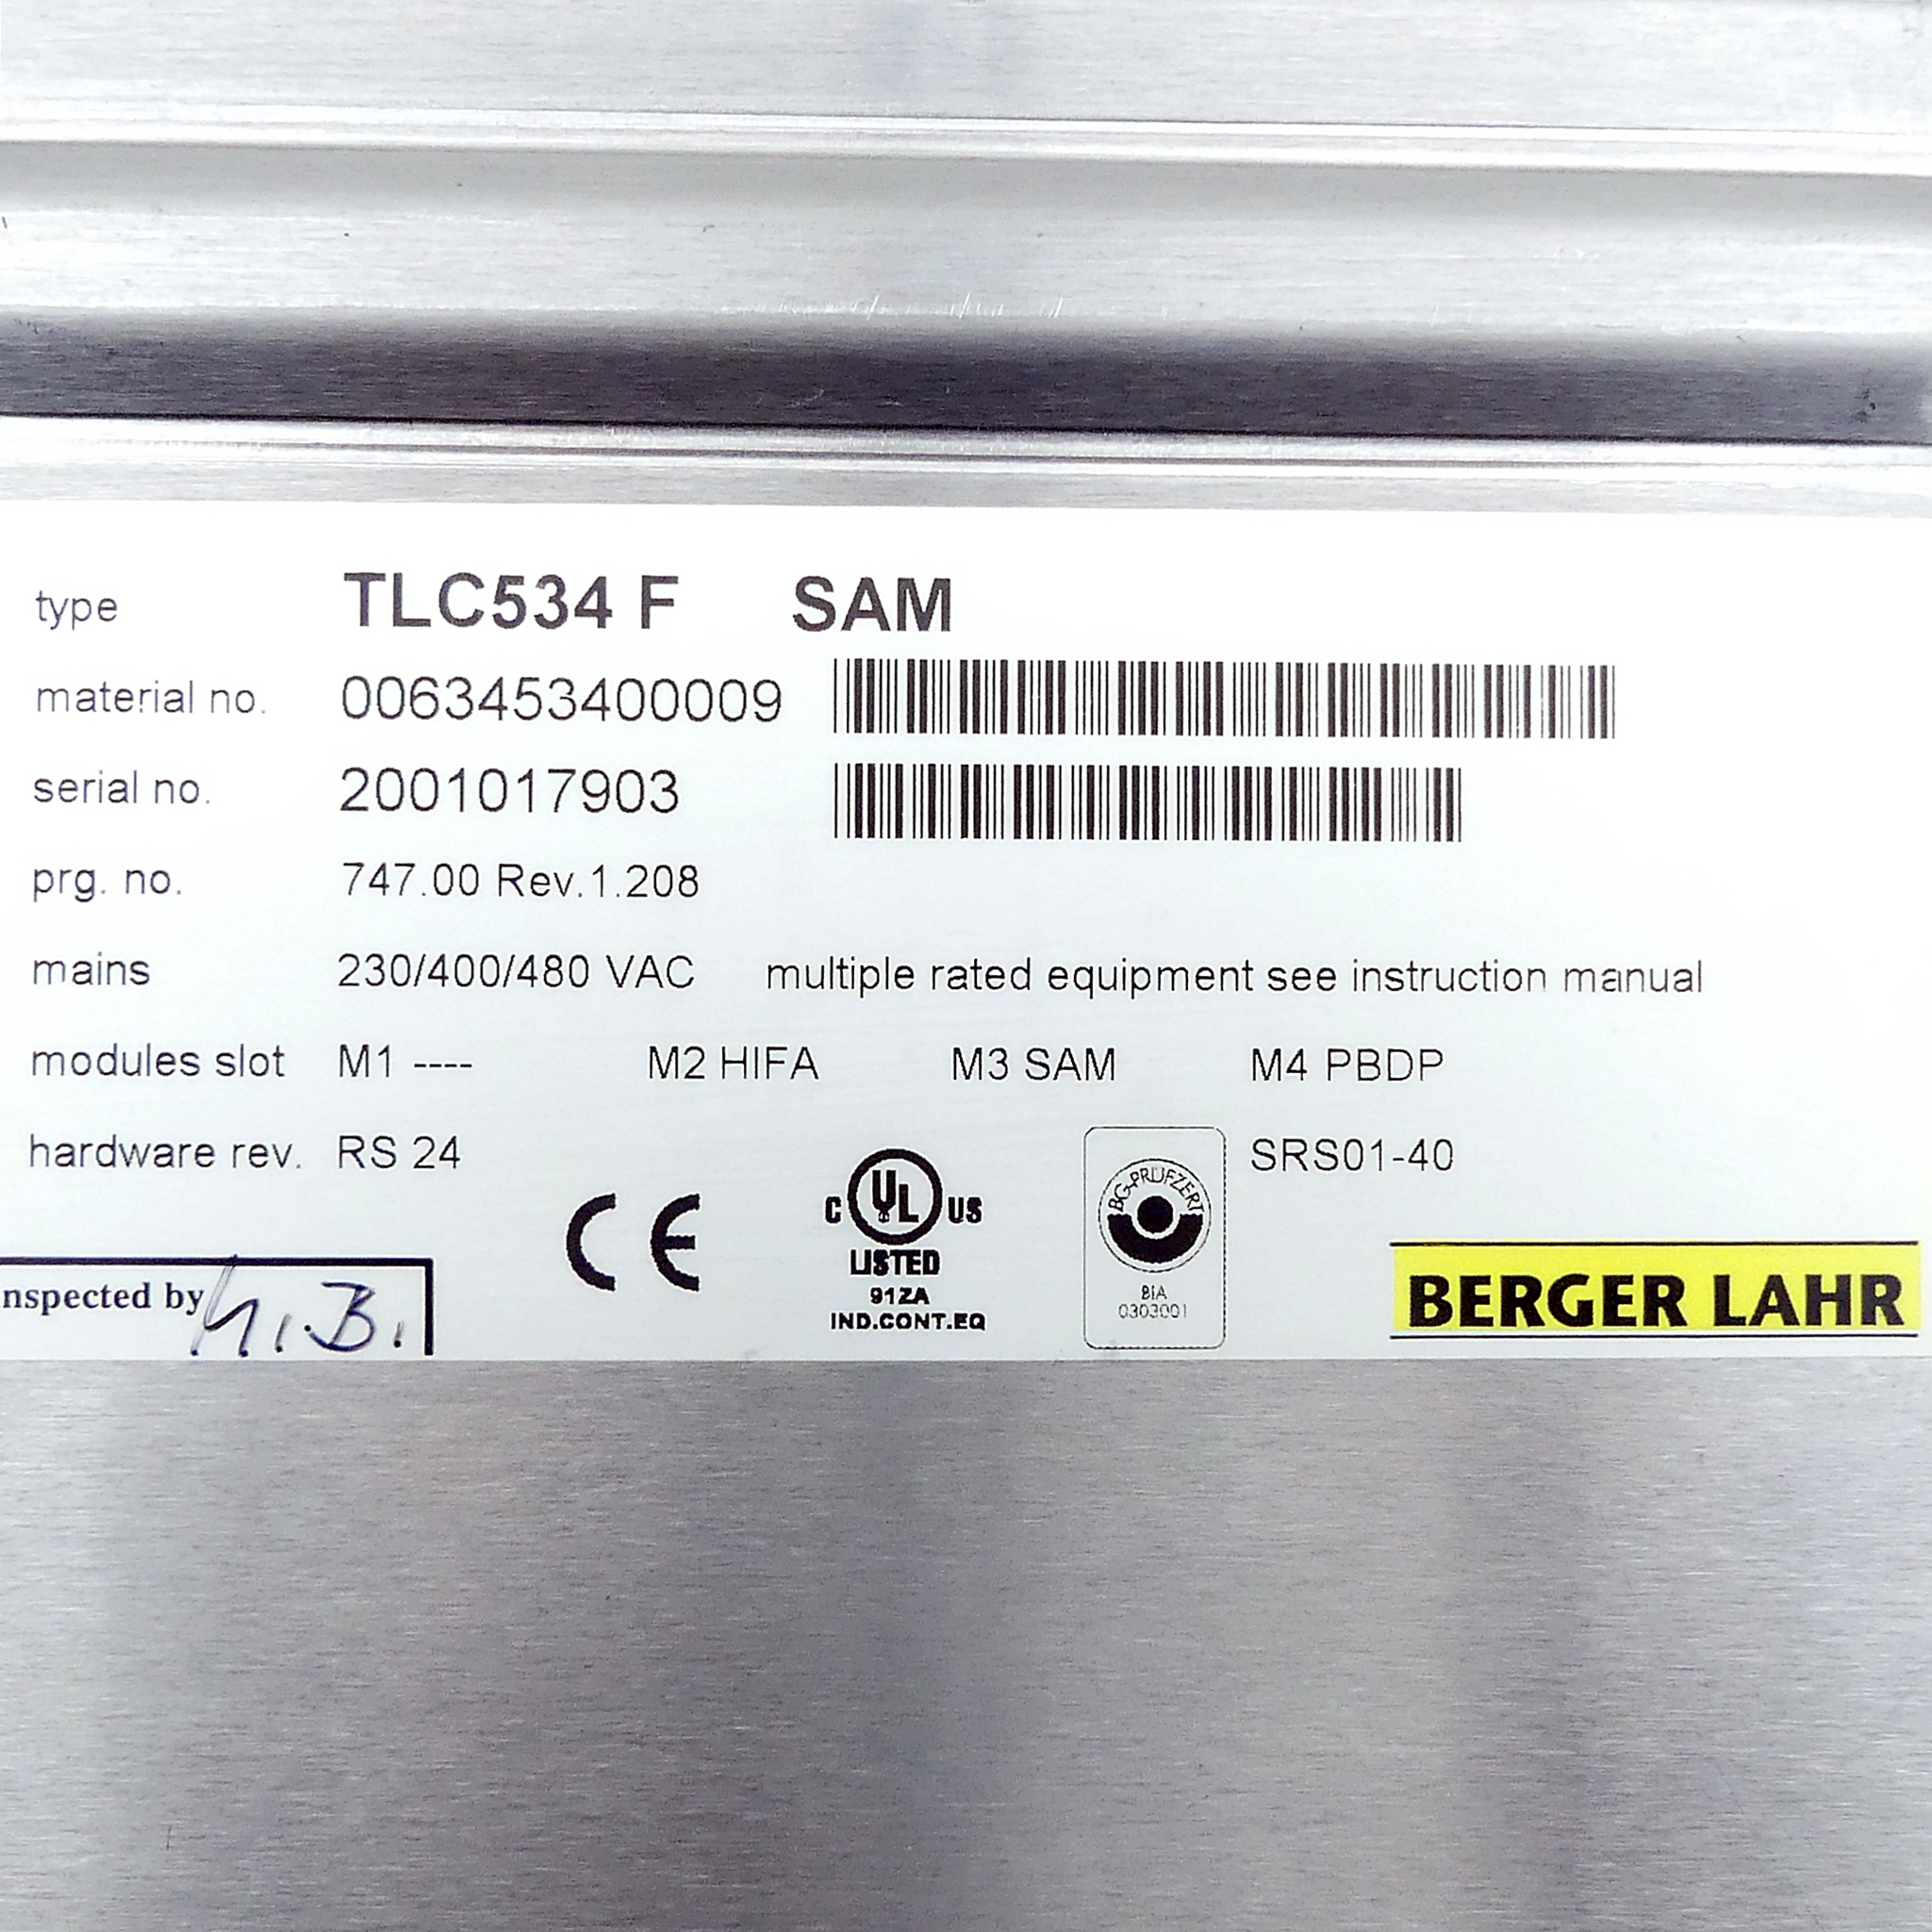 type TLC534 F SAM
material no. 0063453400009
serial no. 2001017903
prg. no. 747.00 Rev.1.208
mains 230/400/480 VAC multiple rated equipment see instruction manual
modules slot M1 ---- M2 HIFA M3 SAM M4 PBDP
hardware rev. RS 24 SRS01-40
CE
C UL US
LISTED
91ZA
IND.CONT.EQ
BG-PRÜFZERT
BIA
0303001
nspected by
BERGER LAHR